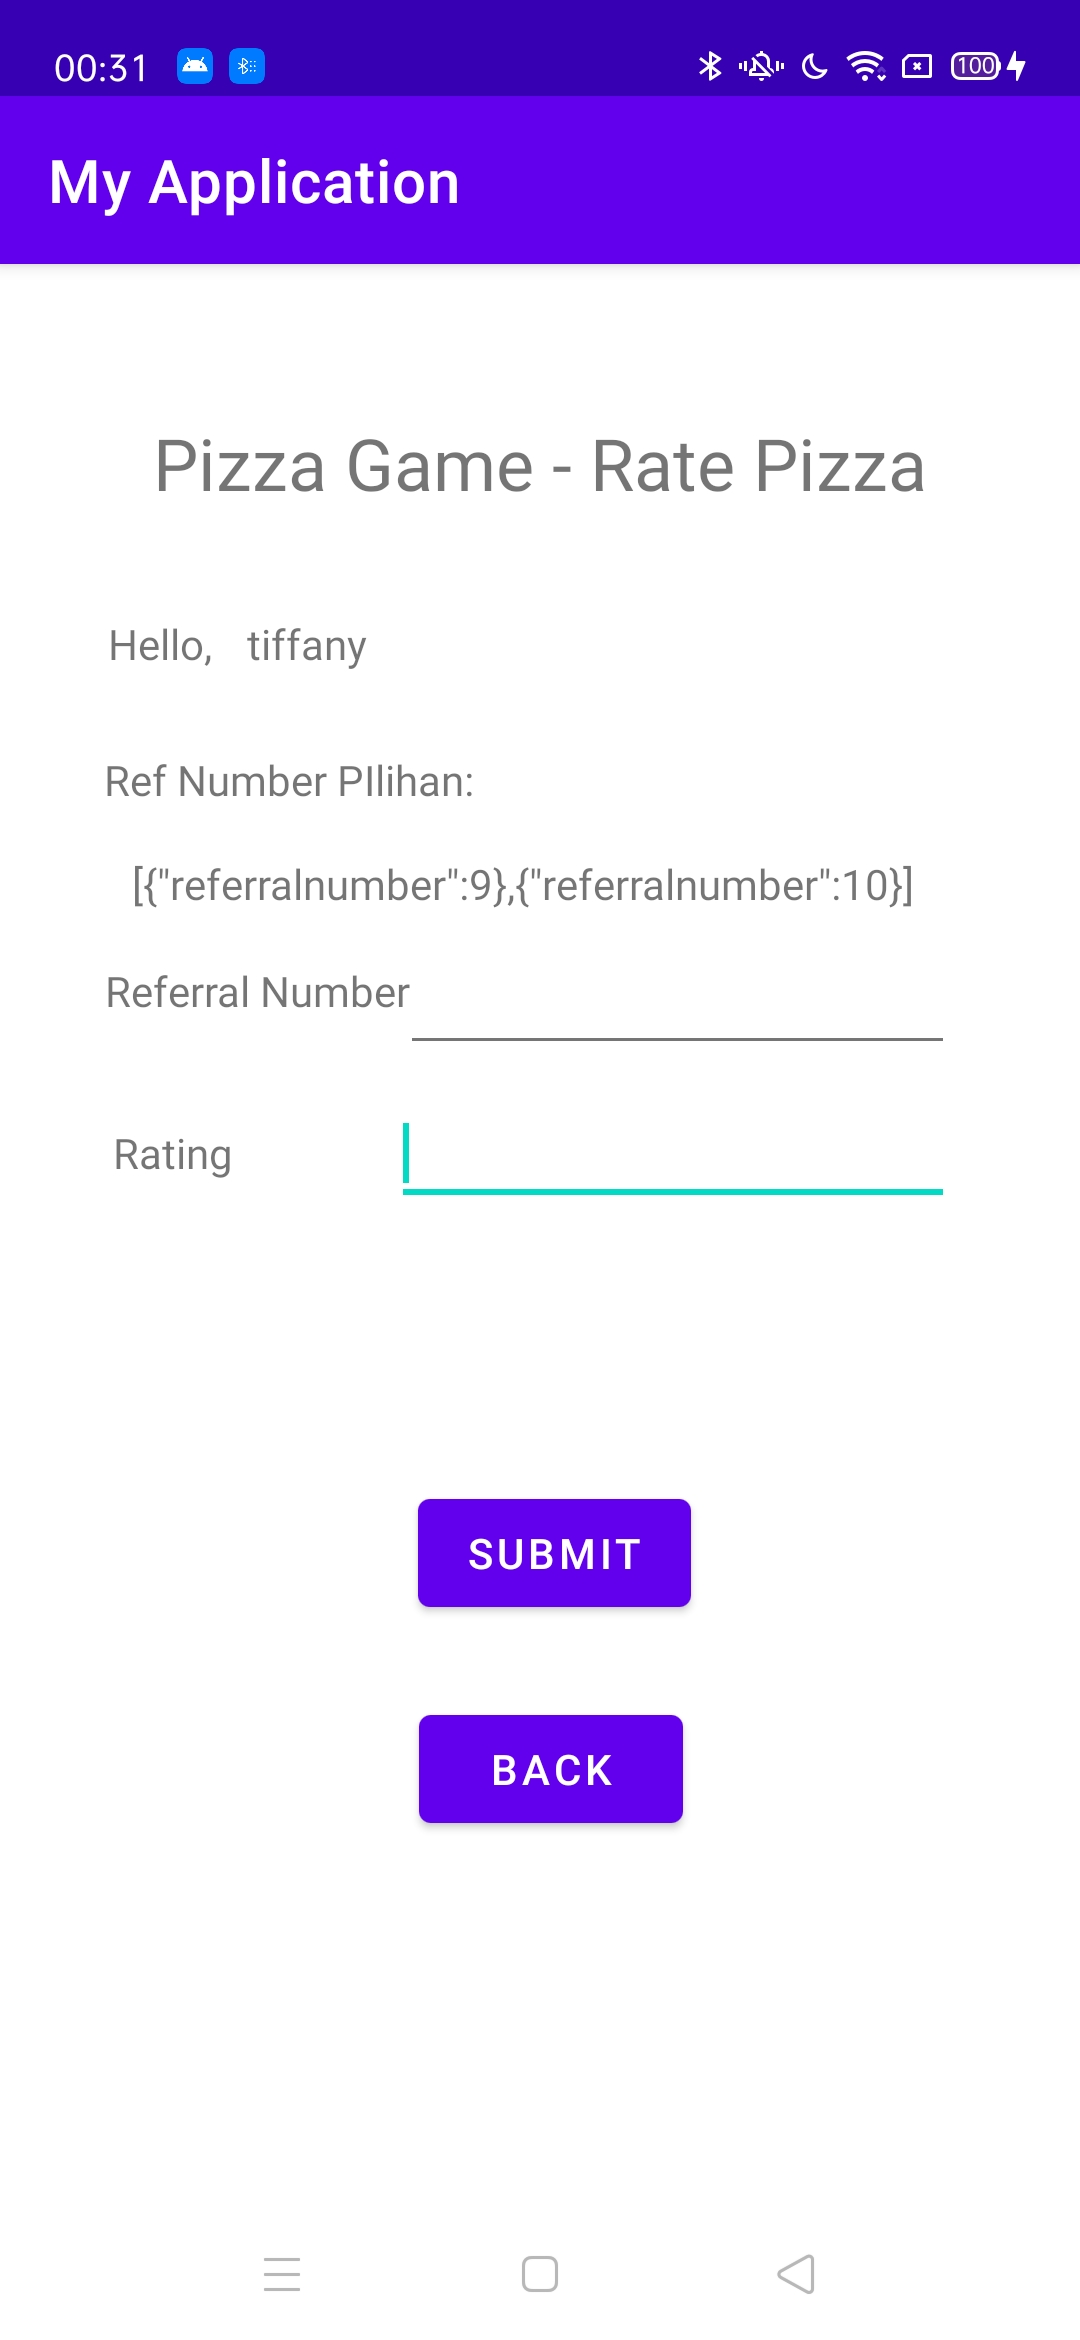 00:31
100
My Application
Pizza Game - Rate Pizza
Hello, tiffany
Ref Number PIlihan:
[{"referralnumber":9},{"referralnumber":10}]
Referral Number
Rating
SUBMIT
BACK